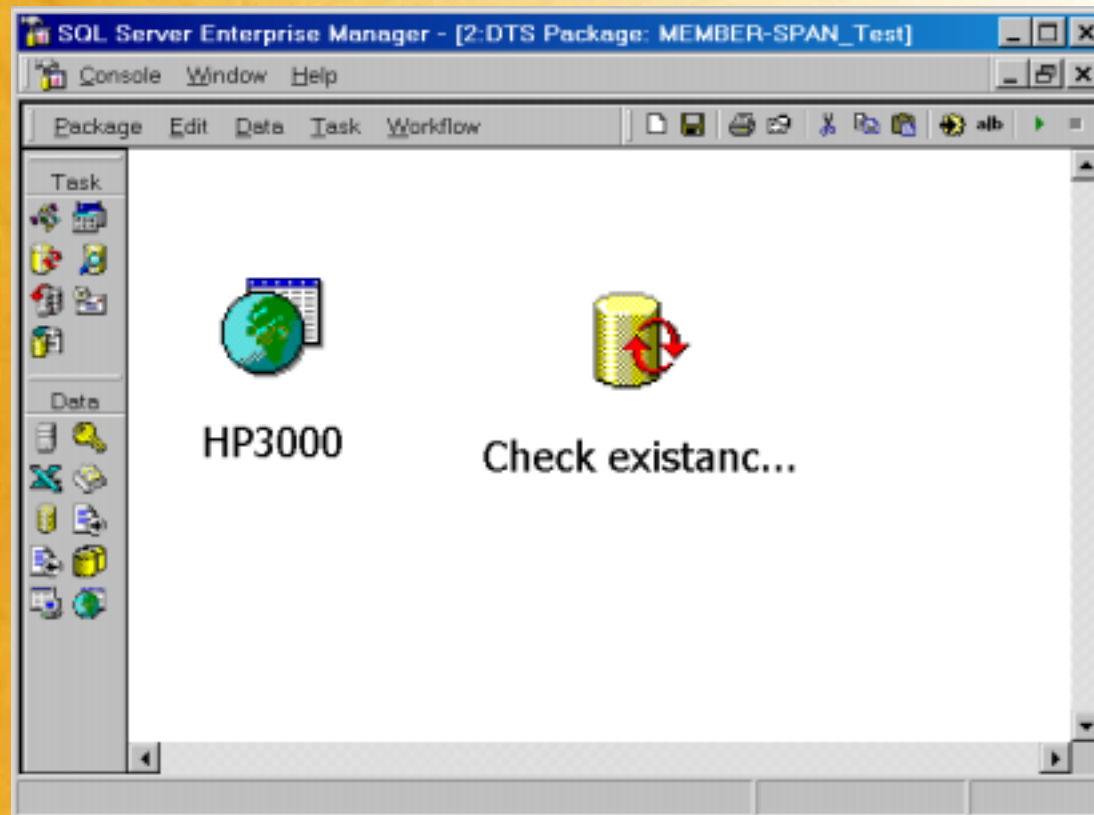 SQL Server Enterprise Manager - [2:DTS Package: MEMBER-SPAN_Test]
Console Window Help
Package Edit Data Task Workflow
a|b
Task
Data
HP3000
Check existanc...